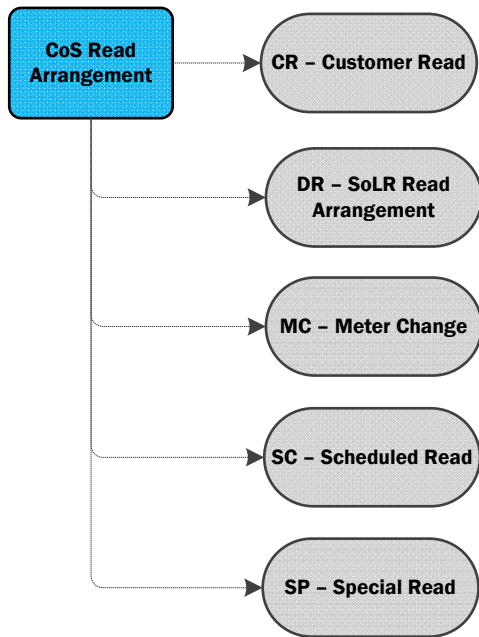 CoS Read
Arrangement
CR – Customer Read
DR – SoLR Read
Arrangement
MC – Meter Change
SC – Scheduled Read
SP – Special Read